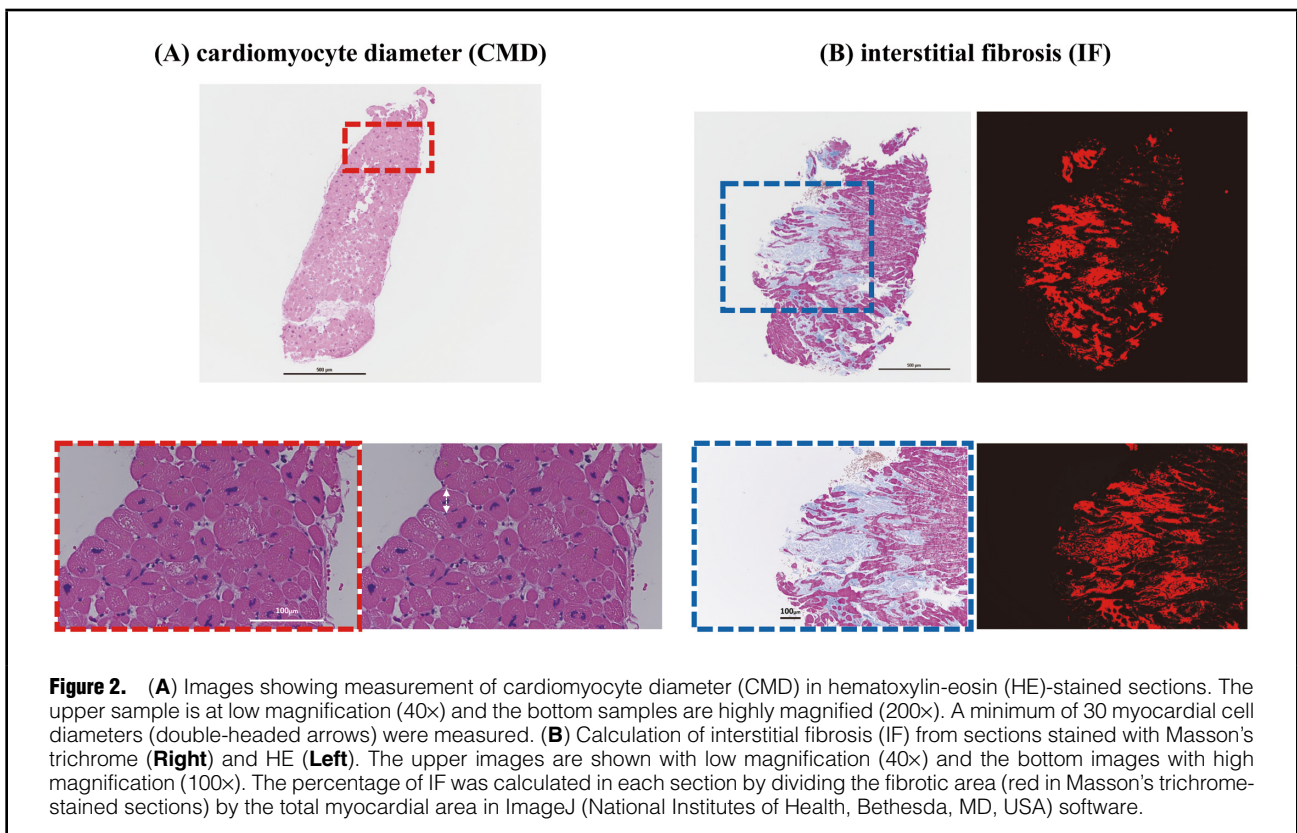 (A) cardiomyocyte diameter (CMD)
(B) interstitial fibrosis (IF)
500 μm
500 μm
100μm
100μm
Figure 2. (A) Images showing measurement of cardiomyocyte diameter (CMD) in hematoxylin-eosin (HE)-stained sections. The
upper sample is at low magnification (40×) and the bottom samples are highly magnified (200×). A minimum of 30 myocardial cell
diameters (double-headed arrows) were measured. (B) Calculation of interstitial fibrosis (IF) from sections stained with Masson’s
trichrome (Right) and HE (Left). The upper images are shown with low magnification (40×) and the bottom images with high
magnification (100×). The percentage of IF was calculated in each section by dividing the fibrotic area (red in Masson’s trichrome-
stained sections) by the total myocardial area in ImageJ (National Institutes of Health, Bethesda, MD, USA) software.